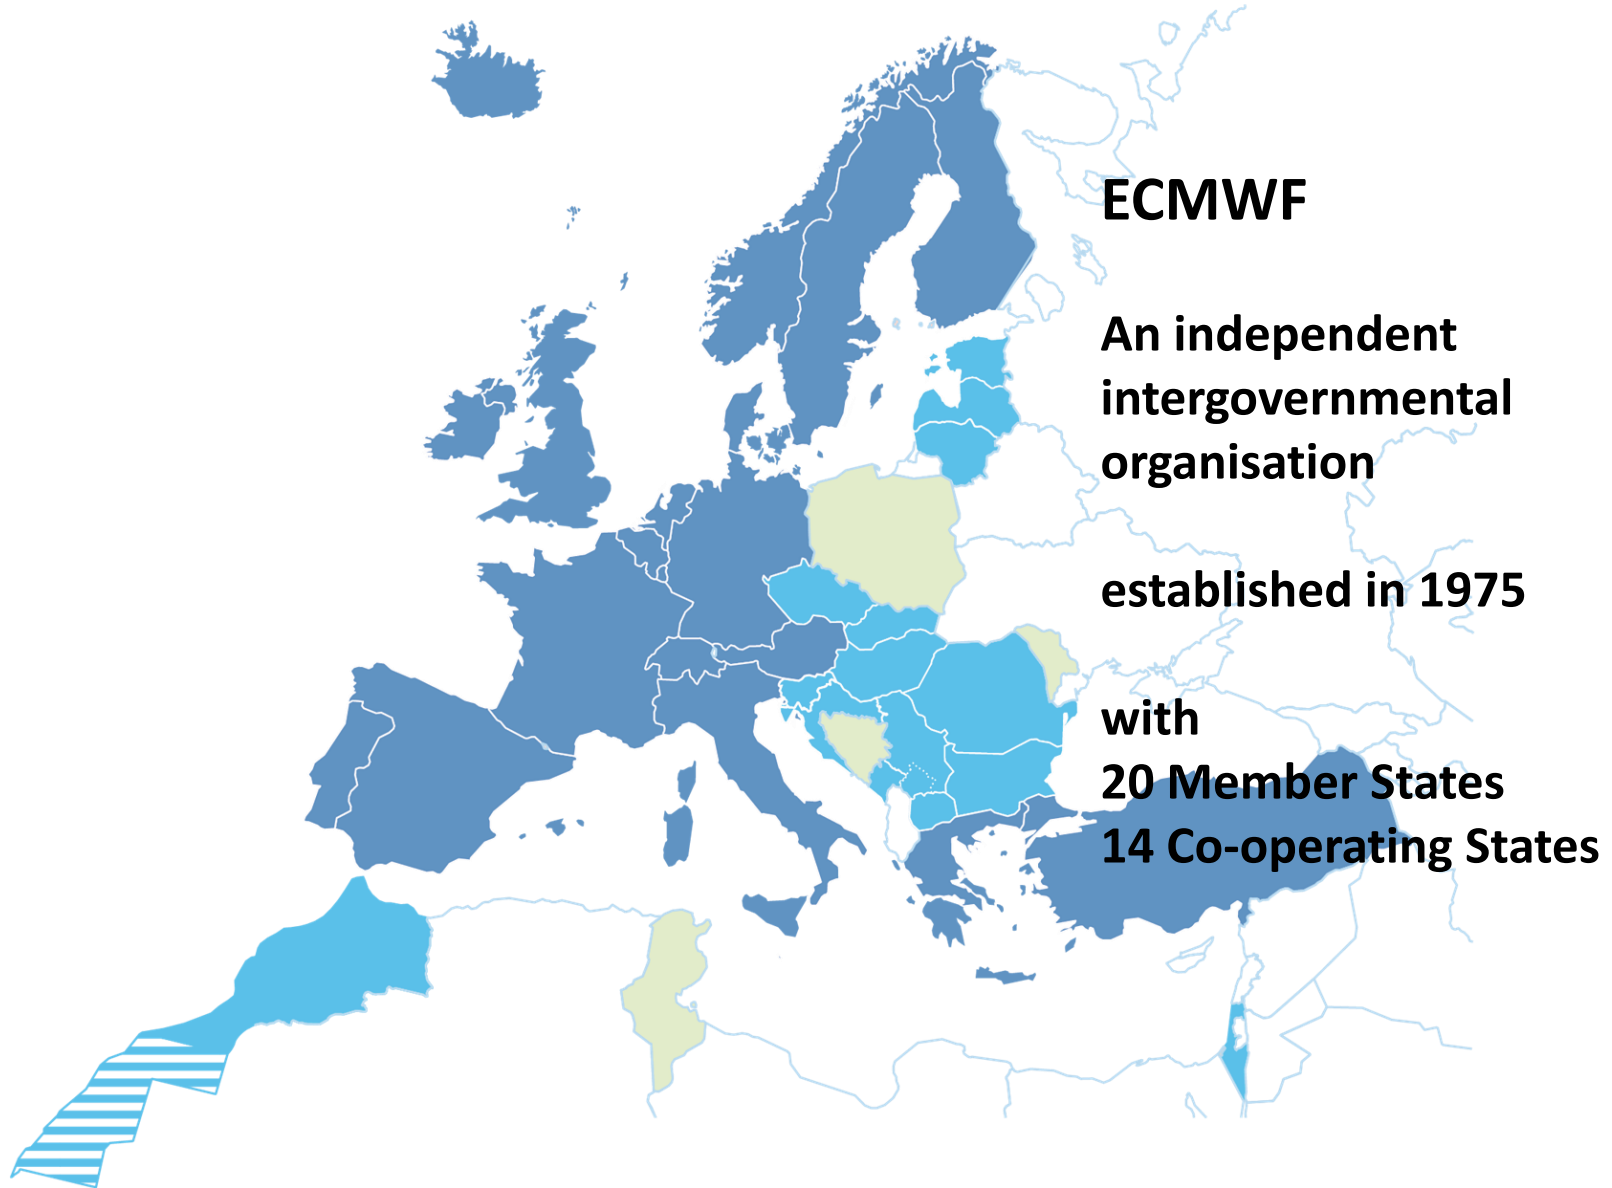 ECMWF
An independent
intergovernmental
organisation
established in 1975
with
20 Member States
14 Co-operating States